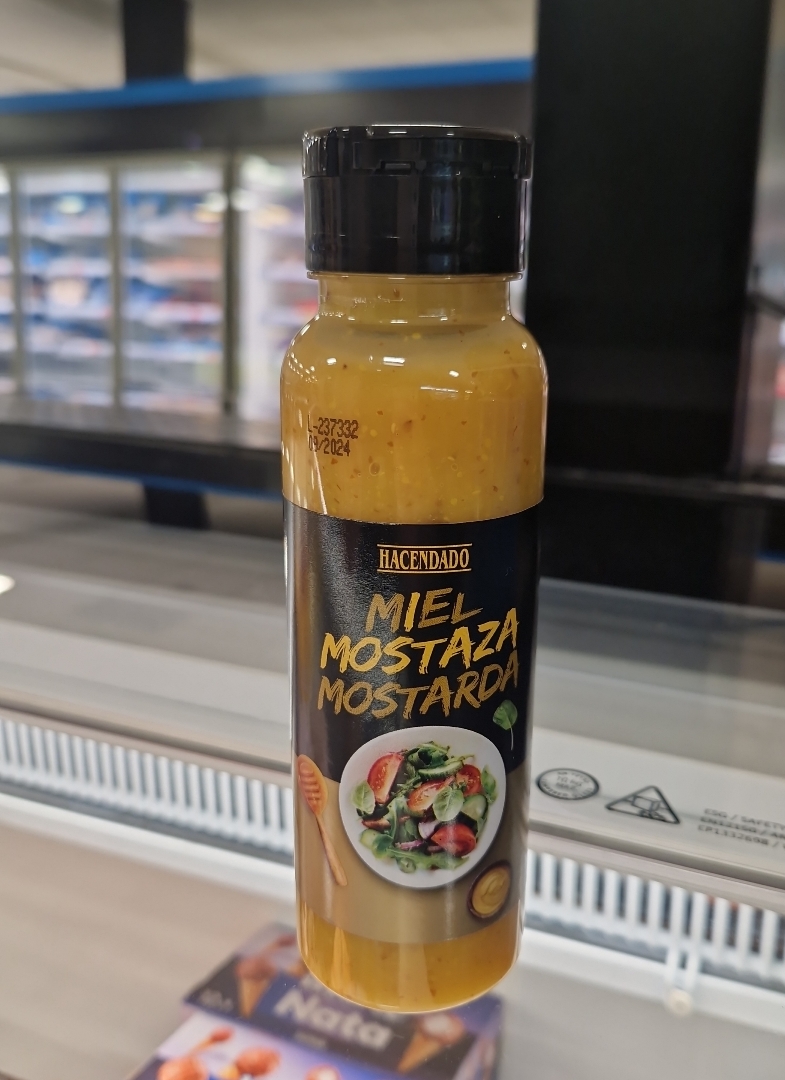 L-237332
09/2024
HACENDADO
MIEL
MOSTAZA
MOSTARDA
Nata